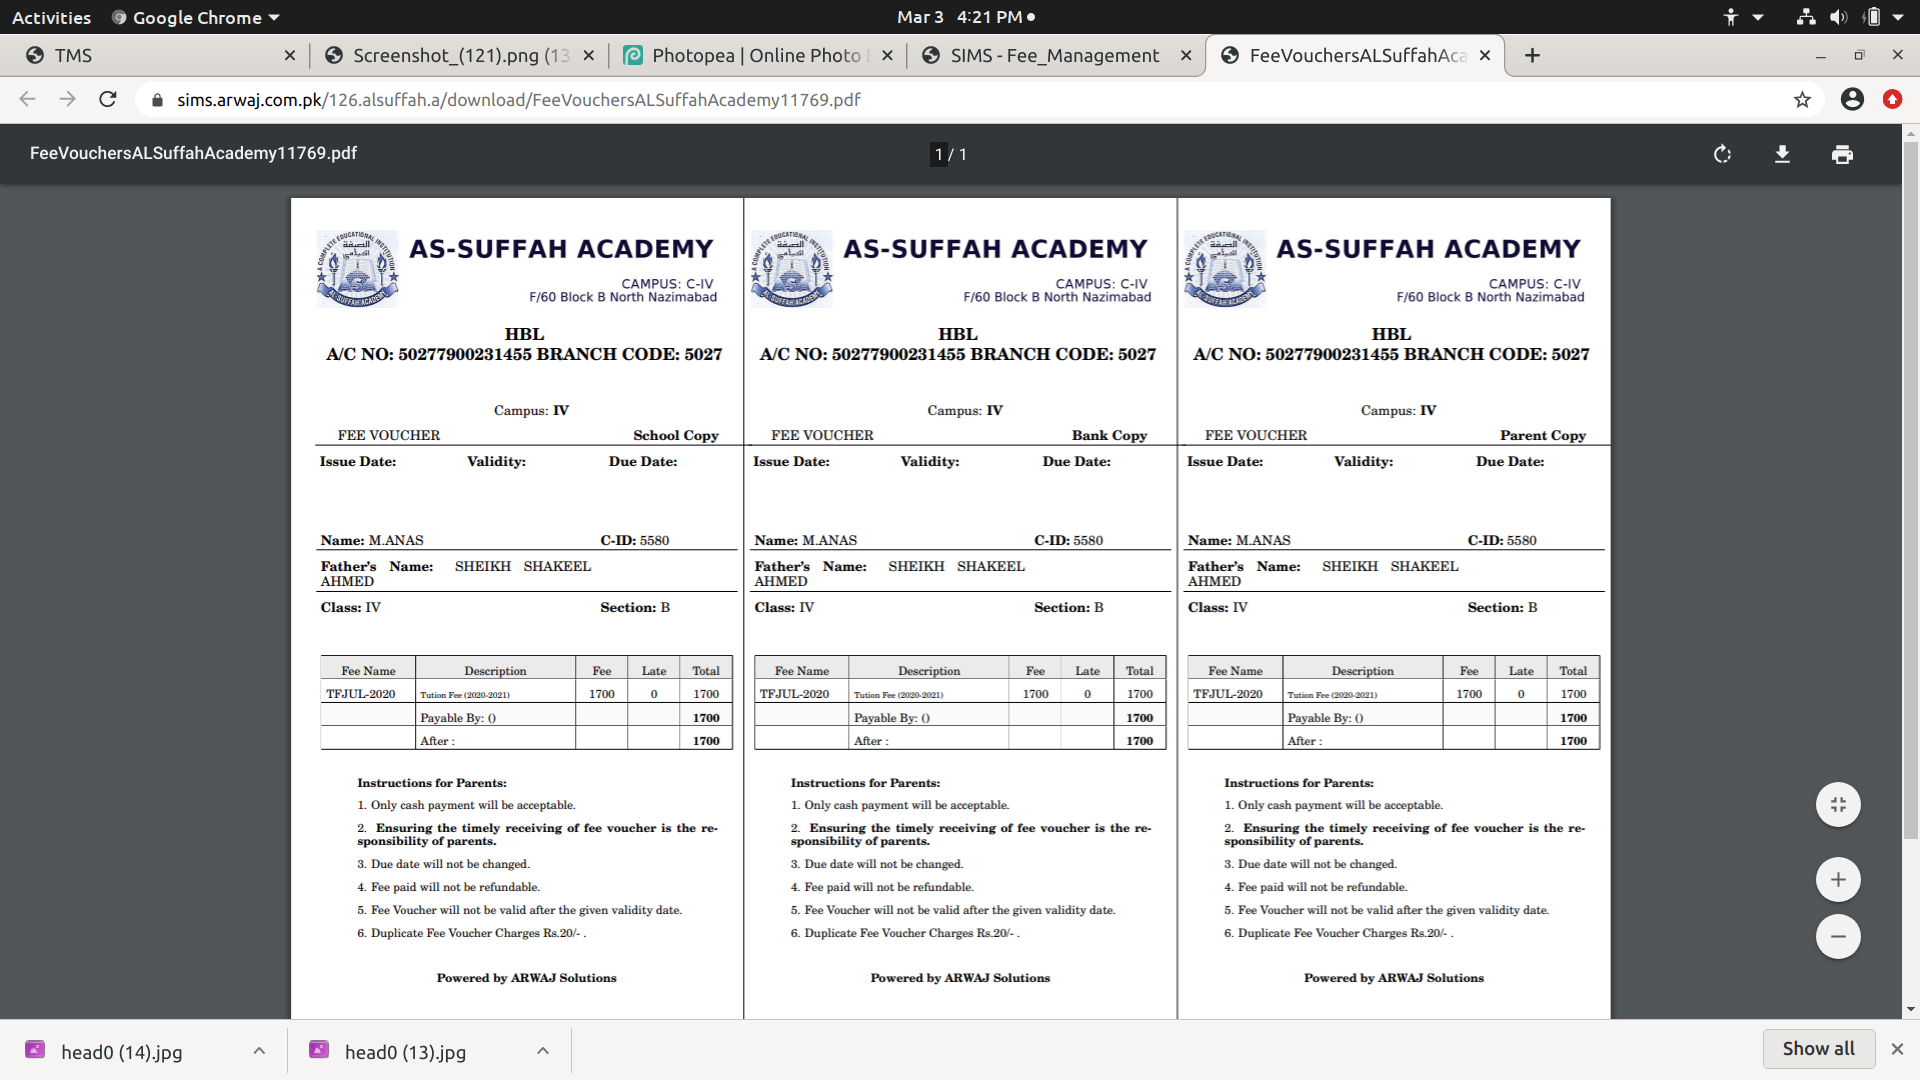 Activities Google Chrome Mar 3 4:21 PM
TMS Screenshot_(121).png (13 Photopea | Online Photo SIMS - Fee_Management FeeVouchersALSuffahAca
sims.arwaj.com.pk/126.alsuffah.a/download/FeeVouchersALSuffahAcademy11769.pdf
FeeVouchersALSuffahAcademy11769.pdf 1 / 1
AS-SUFFAH ACADEMY
CAMPUS: C-IV
F/60 Block B North Nazimabad
HBL
A/C NO: 50277900231455 BRANCH CODE: 5027
Campus: IV
FEE VOUCHER School Copy
Issue Date: Validity: Due Date:
Name: M.ANAS C-ID: 5580
Father's Name: SHEIKH SHAKEEL
AHMED
Class: IV Section: B
Fee Name Description Fee Late Total
TFJUL-2020 Tution Fee (2020-2021) 1700 0 1700
Payable By: () 1700
After : 1700
Instructions for Parents:
1. Only cash payment will be acceptable.
2. Ensuring the timely receiving of fee voucher is the re-
sponsibility of parents.
3. Due date will not be changed.
4. Fee paid will not be refundable.
5. Fee Voucher will not be valid after the given validity date.
6. Duplicate Fee Voucher Charges Rs.20/- .
Powered by ARWAJ Solutions
AS-SUFFAH ACADEMY
CAMPUS: C-IV
F/60 Block B North Nazimabad
HBL
A/C NO: 50277900231455 BRANCH CODE: 5027
Campus: IV
FEE VOUCHER Bank Copy
Issue Date: Validity: Due Date:
Name: M.ANAS C-ID: 5580
Father's Name: SHEIKH SHAKEEL
AHMED
Class: IV Section: B
Fee Name Description Fee Late Total
TFJUL-2020 Tution Fee (2020-2021) 1700 0 1700
Payable By: () 1700
After : 1700
Instructions for Parents:
1. Only cash payment will be acceptable.
2. Ensuring the timely receiving of fee voucher is the re-
sponsibility of parents.
3. Due date will not be changed.
4. Fee paid will not be refundable.
5. Fee Voucher will not be valid after the given validity date.
6. Duplicate Fee Voucher Charges Rs.20/- .
Powered by ARWAJ Solutions
AS-SUFFAH ACADEMY
CAMPUS: C-IV
F/60 Block B North Nazimabad
HBL
A/C NO: 50277900231455 BRANCH CODE: 5027
Campus: IV
FEE VOUCHER Parent Copy
Issue Date: Validity: Due Date:
Name: M.ANAS C-ID: 5580
Father's Name: SHEIKH SHAKEEL
AHMED
Class: IV Section: B
Fee Name Description Fee Late Total
TFJUL-2020 Tution Fee (2020-2021) 1700 0 1700
Payable By: () 1700
After : 1700
Instructions for Parents:
1. Only cash payment will be acceptable.
2. Ensuring the timely receiving of fee voucher is the re-
sponsibility of parents.
3. Due date will not be changed.
4. Fee paid will not be refundable.
5. Fee Voucher will not be valid after the given validity date.
6. Duplicate Fee Voucher Charges Rs.20/- .
Powered by ARWAJ Solutions
head0 (14).jpg head0 (13).jpg Show all